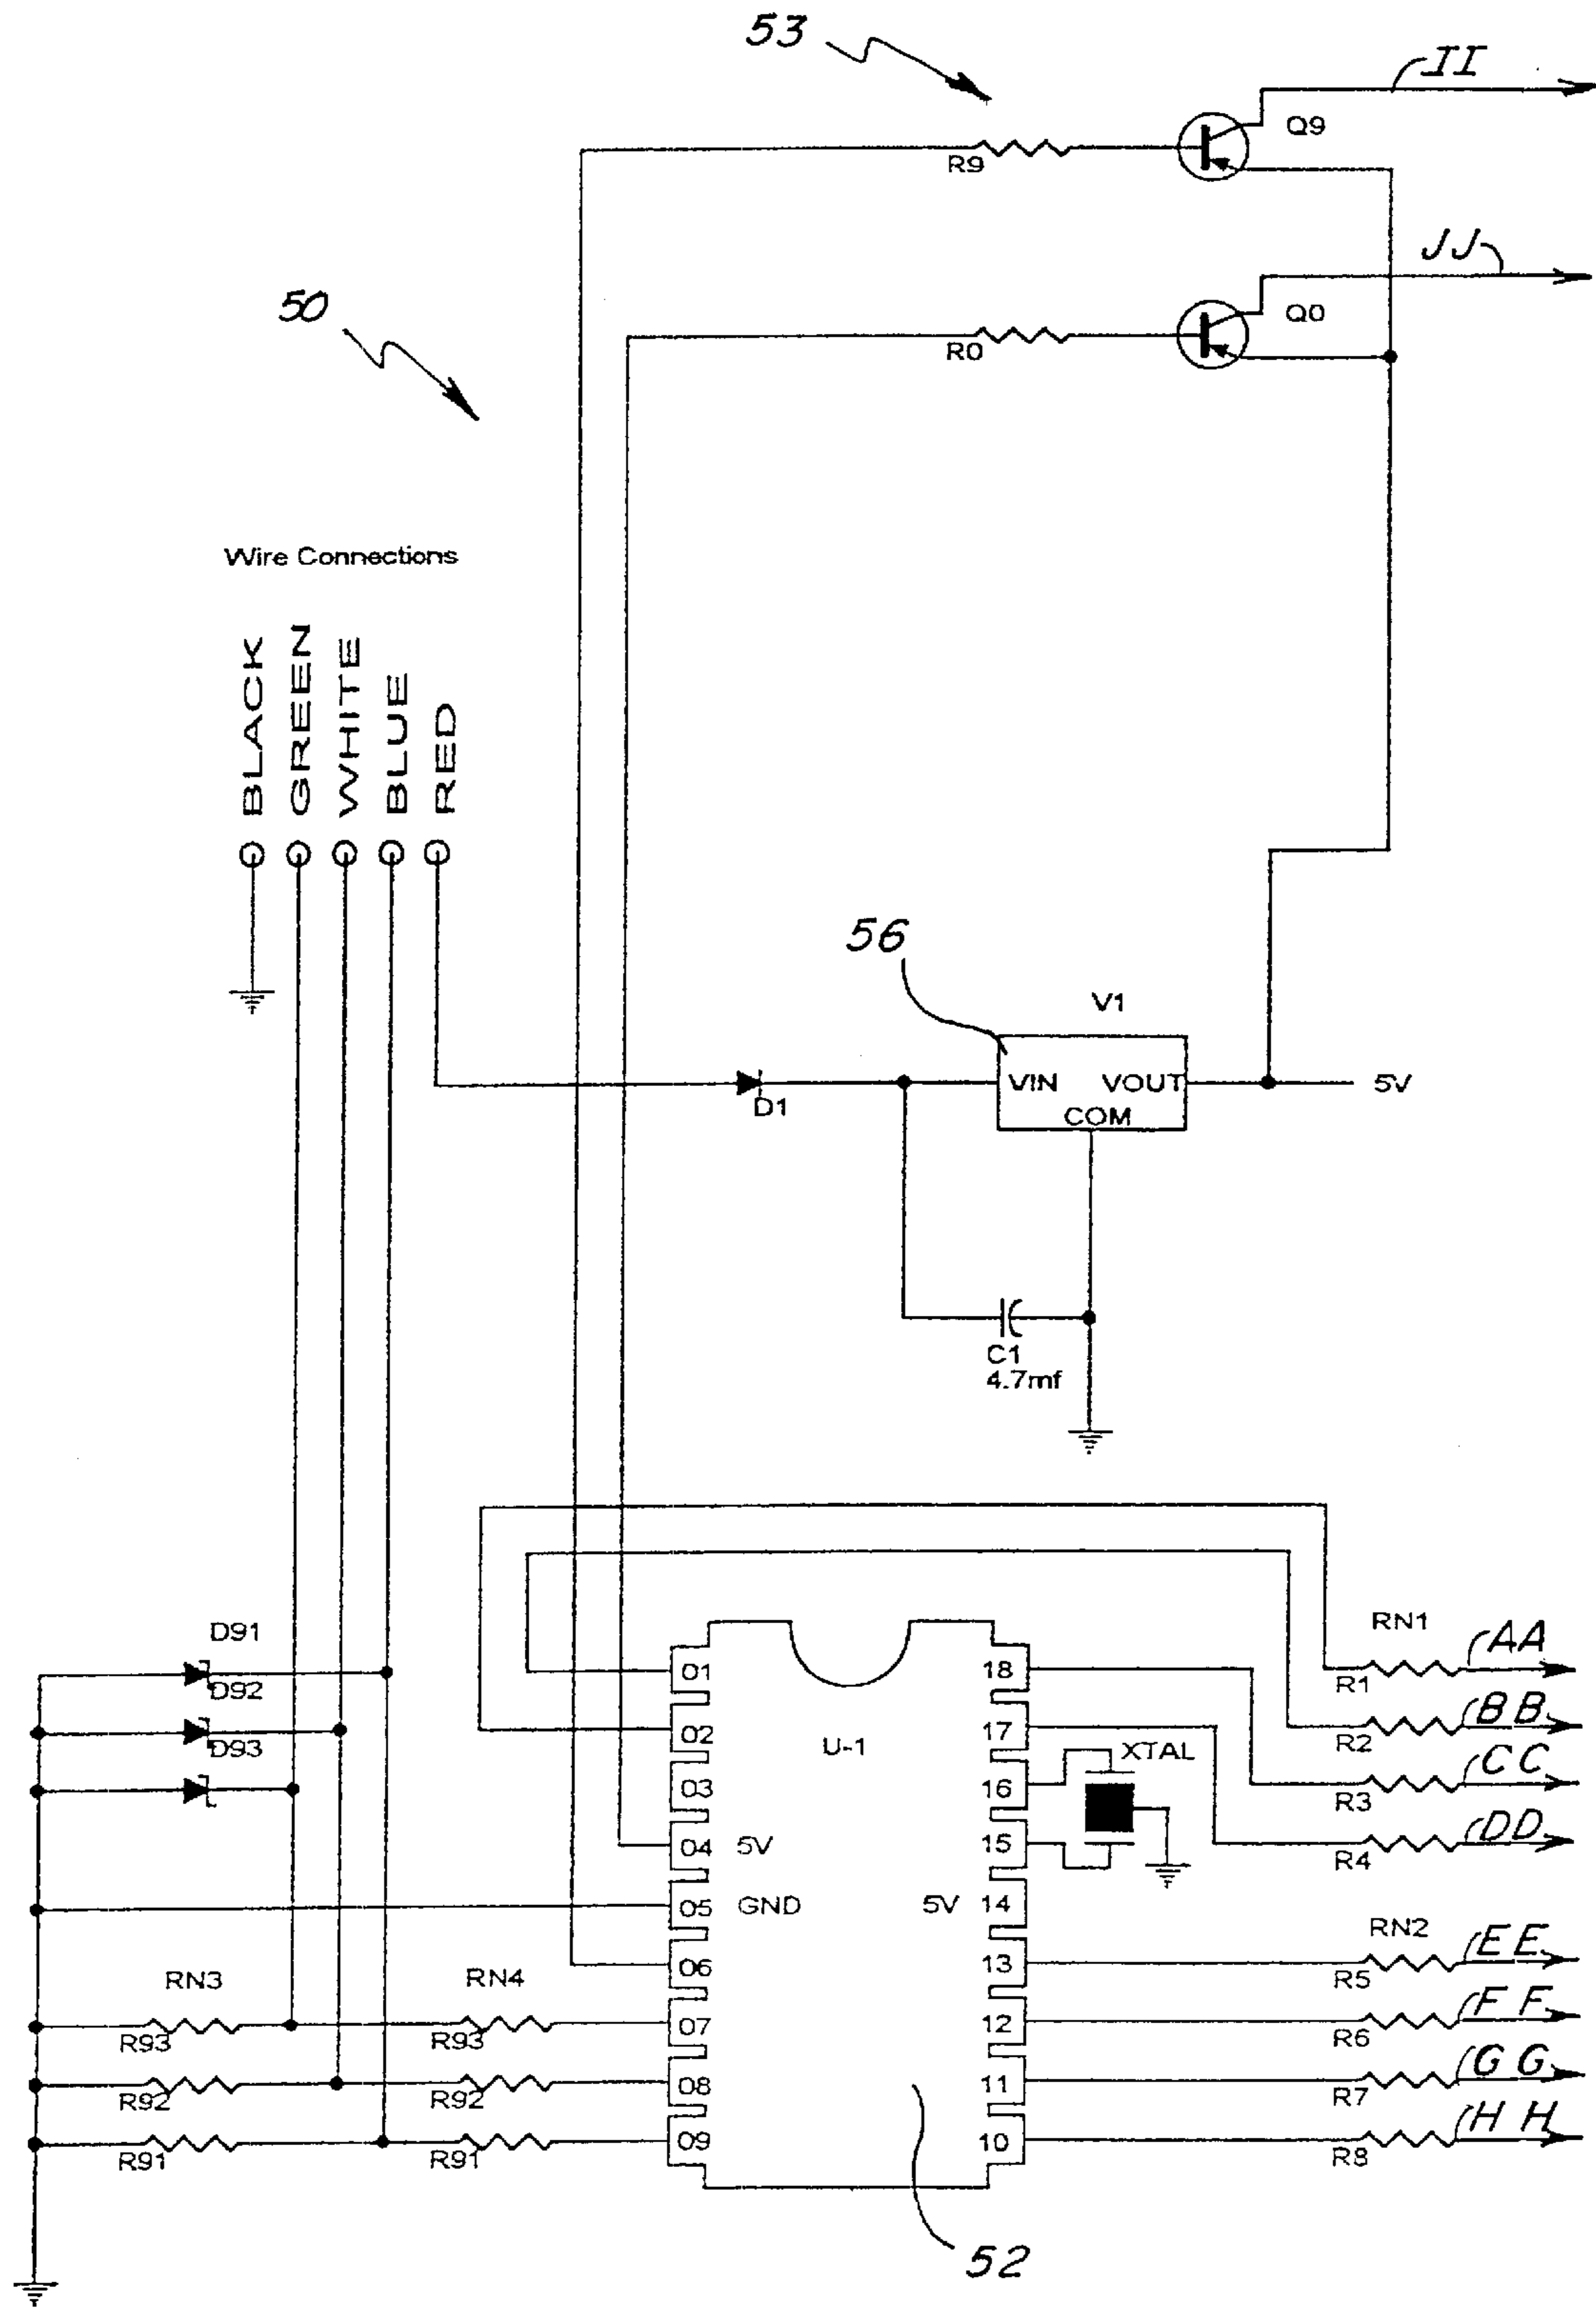 53
II
Q9
R9
JJ
50
Q0
R0
Wire Connections
BLACK
GREEN
WHITE
BLUE
RED
56
V1
VIN
VOUT
5V
COM
D1
C1
4.7mf
D91
RN1
AA
01
18
R1
D92
BB
02
17
R2
U-1
XTAL
D93
CC
03
16
R3
DD
04
5V
15
R4
05
GND
5V
14
RN2
EE
06
13
R5
RN3
RN4
FF
R93
R93
07
12
R6
GG
R92
R92
08
11
R7
HH
R91
R91
09
10
R8
52